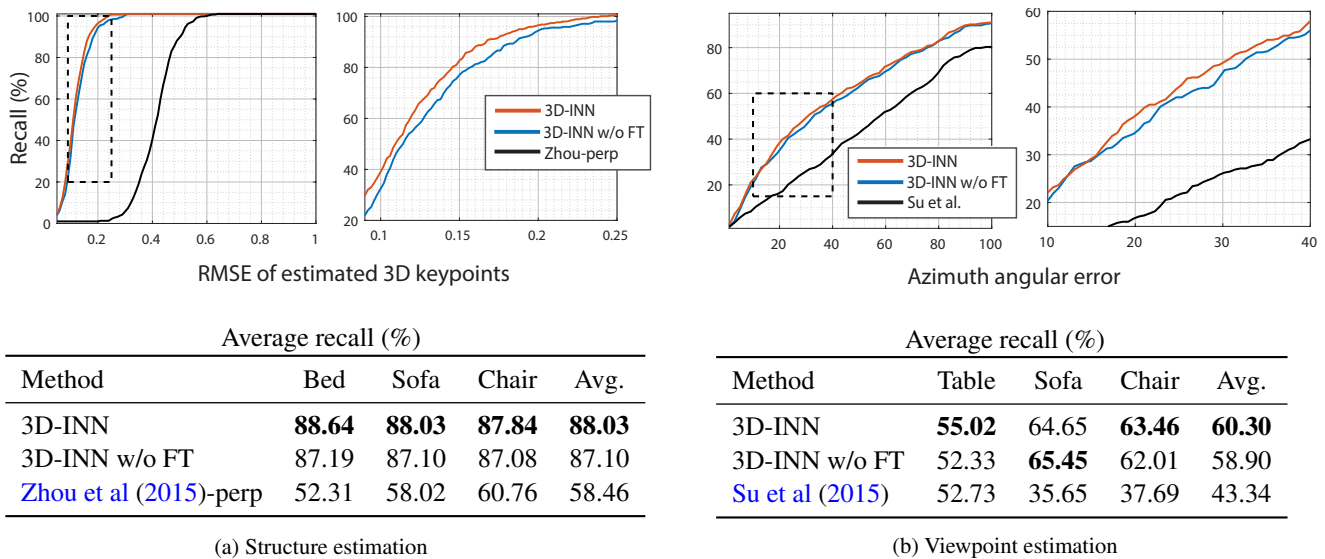 Recall (%)
100
80
60
40
20
0
0.2 0.4 0.6 0.8 1
100
80
60
40
20
0.1 0.15 0.2 0.25
3D-INN
3D-INN w/o FT
Zhou-perp
RMSE of estimated 3D keypoints
80
60
40
20
20 40 60 80 100
3D-INN
3D-INN w/o FT
Su et al.
60
50
40
30
20
10 20 30 40
Azimuth angular error
Average recall (%)
Method Bed Sofa Chair Avg.
3D-INN 88.64 88.03 87.84 88.03
3D-INN w/o FT 87.19 87.10 87.08 87.10
Zhou et al (2015)-perp 52.31 58.02 60.76 58.46
(a) Structure estimation
Average recall (%)
Method Table Sofa Chair Avg.
3D-INN 55.02 64.65 63.46 60.30
3D-INN w/o FT 52.33 65.45 62.01 58.90
Su et al (2015) 52.73 35.65 37.69 43.34
(b) Viewpoint estimation